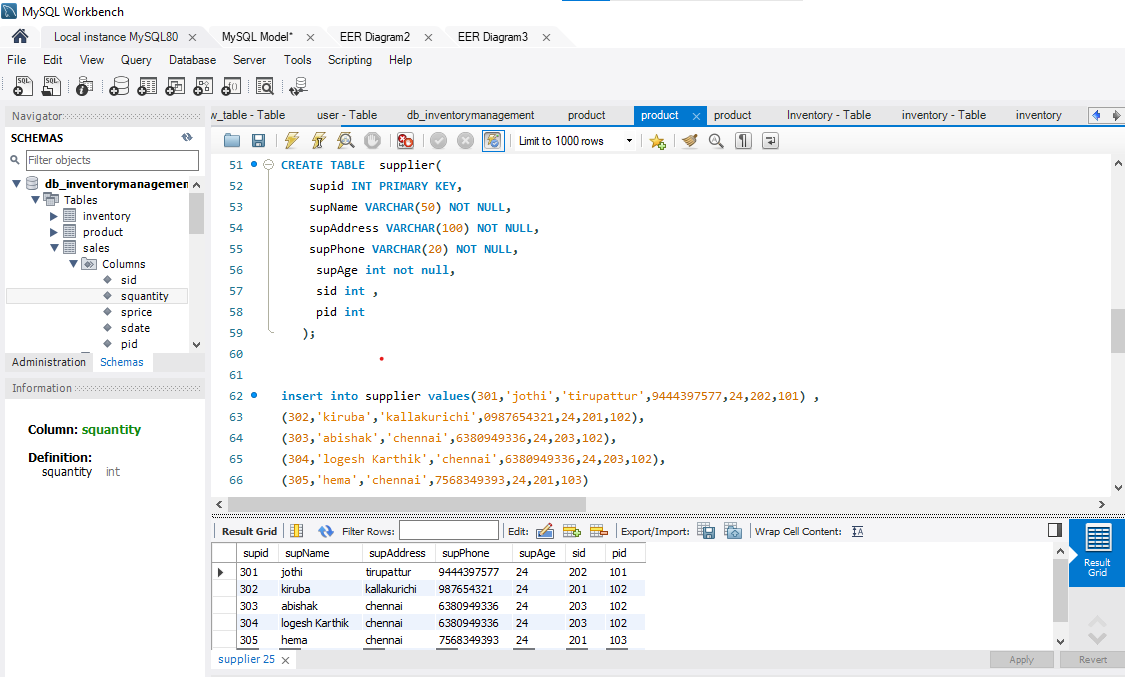 MySQL Workbench
Local instance MySQL80 MySQL Model* EER Diagram2 EER Diagram3
File Edit View Query Database Server Tools Scripting Help
Navigator
SCHEMAS
Filter objects
db_inventorymanagemen
Tables
inventory
product
sales
Columns
sid
squantity
sprice
sdate
pid
Administration Schemas
Information
Column: squantity
Definition:
squantity int
w_table - Table user - Table db_inventorymanagement product product product Inventory - Table inventory - Table inventory
Limit to 1000 rows
51 CREATE TABLE supplier(
52 supid INT PRIMARY KEY,
53 supName VARCHAR(50) NOT NULL,
54 supAddress VARCHAR(100) NOT NULL,
55 supPhone VARCHAR(20) NOT NULL,
56 supAge int not null,
57 sid int ,
58 pid int
59 );
60
61
62 insert into supplier values(301,'jothi','tirupattur',9444397577,24,202,101) ,
63 (302,'kiruba','kallakurichi',0987654321,24,201,102),
64 (303,'abishak','chennai',6380949336,24,203,102),
65 (304,'logesh Karthik','chennai',6380949336,24,203,102),
66 (305,'hema','chennai',7568349393,24,201,103)
Result Grid Filter Rows: Edit: Export/Import: Wrap Cell Content:
supid supName supAddress supPhone supAge sid pid
301 jothi tirupattur 9444397577 24 202 101
302 kiruba kallakurichi 987654321 24 201 102
303 abishak chennai 6380949336 24 203 102
304 logesh Karthik chennai 6380949336 24 203 102
305 hema chennai 7568349393 24 201 103
Result
Grid
supplier 25
Apply Revert